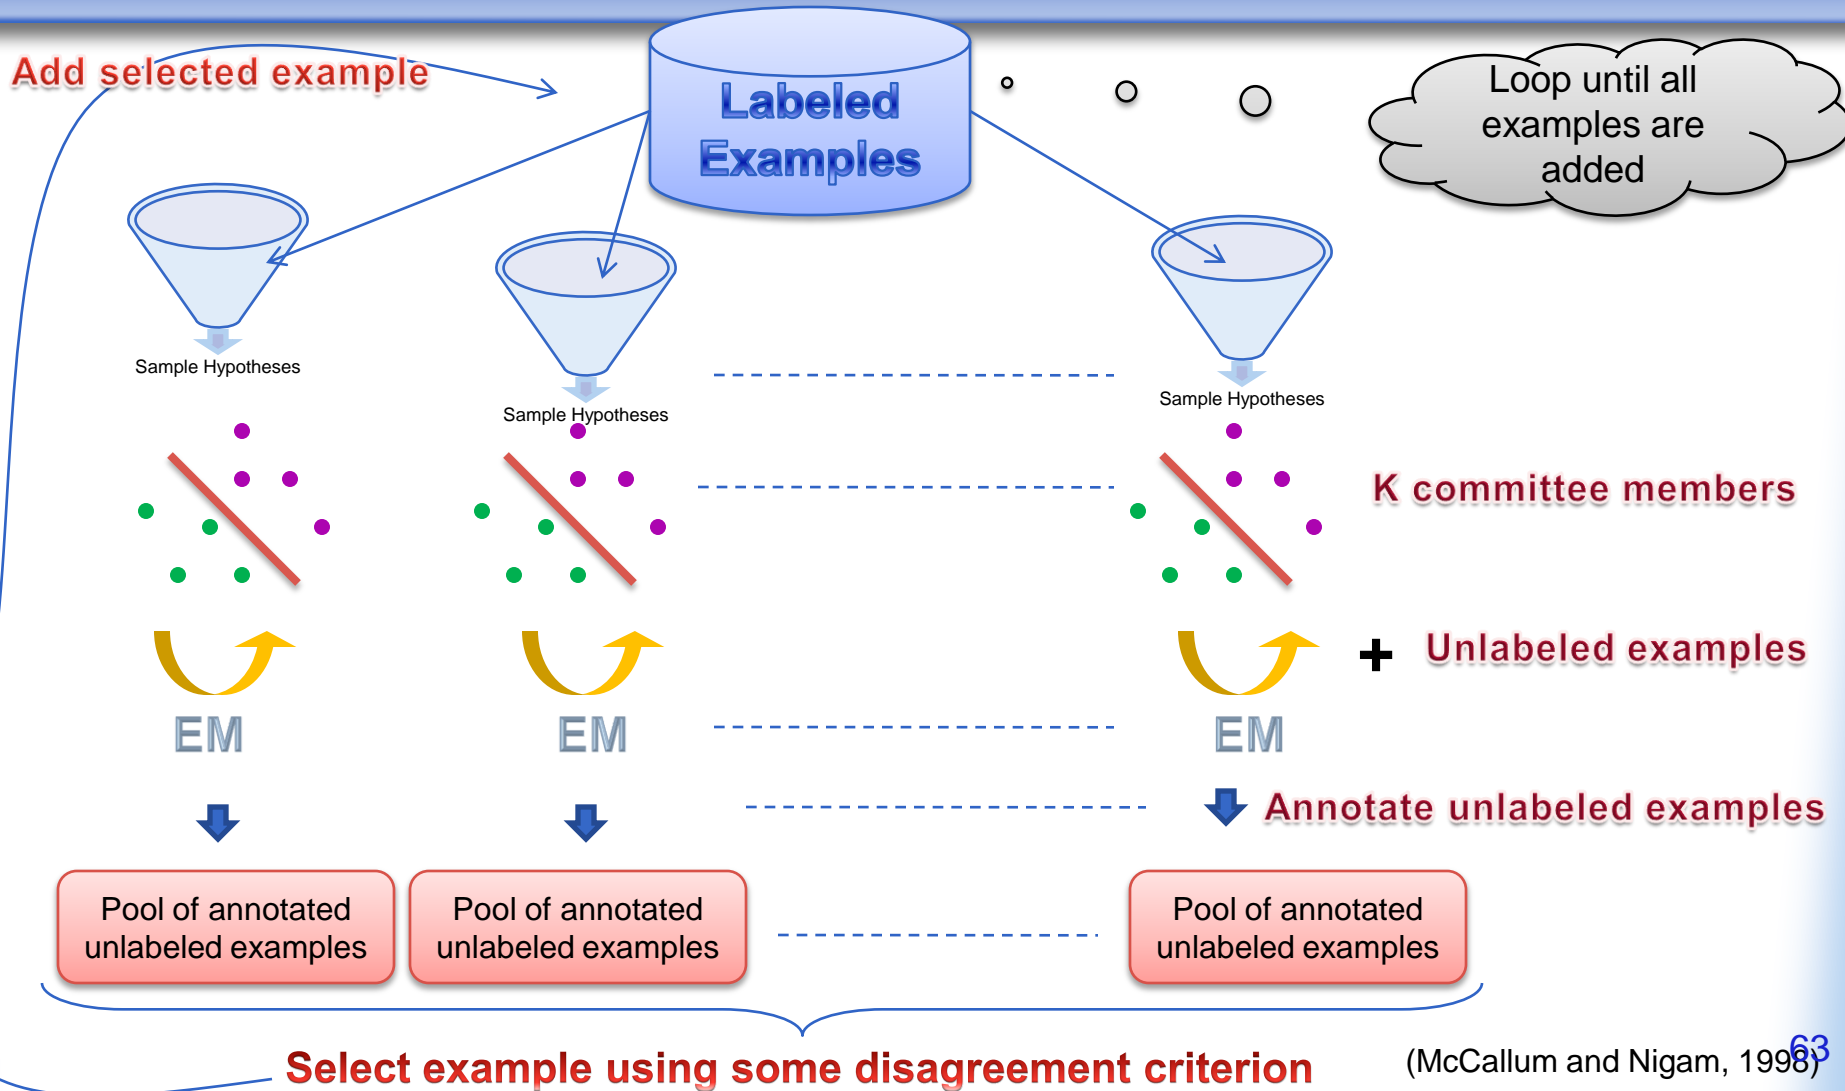 Add selected example
Labeled
Examples
Loop until all
examples are
added
Sample Hypotheses
Sample Hypotheses
Sample Hypotheses
K committee members
+ Unlabeled examples
EM
EM
EM
Annotate unlabeled examples
Pool of annotated
unlabeled examples
Pool of annotated
unlabeled examples
Pool of annotated
unlabeled examples
Select example using some disagreement criterion
(McCallum and Nigam, 1998)
63